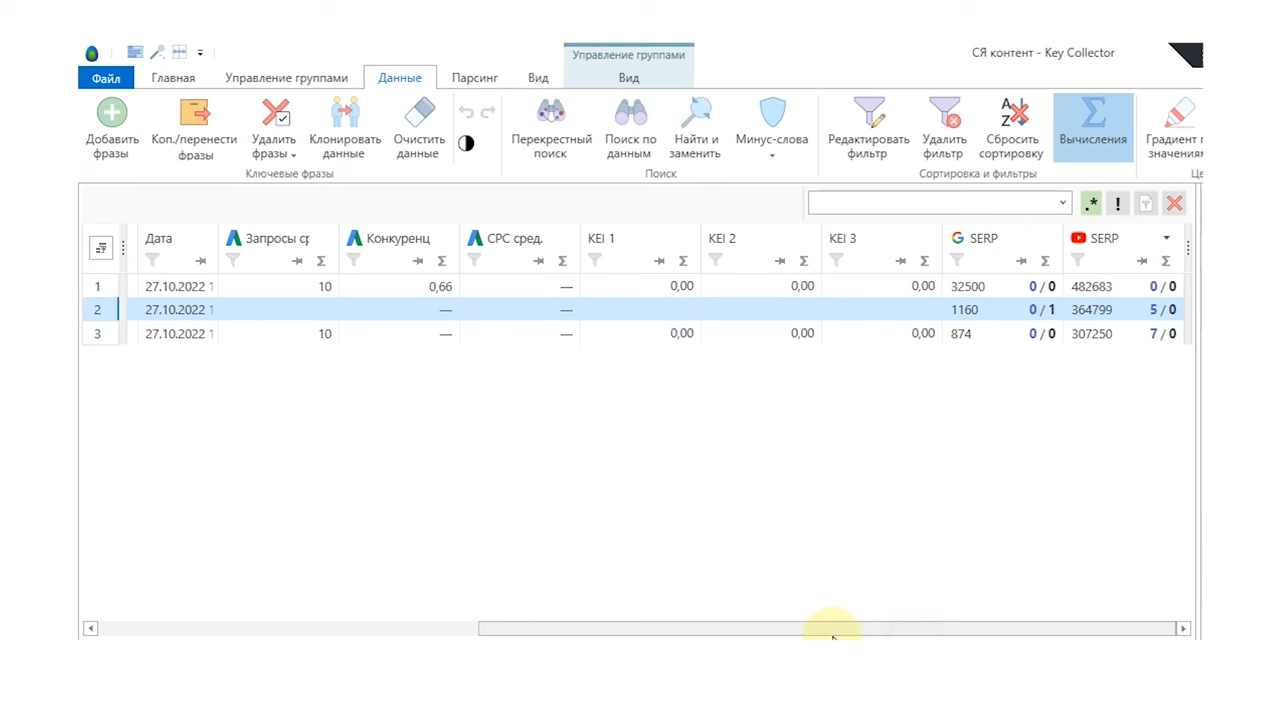 Управление группами
СЯ контент - Key Collector
Файл Главная Управление группами Данные Парсинг Вид Вид
Добавить фразы
Коп./перенести фразы
Удалить фразы
Клонировать данные
Очистить данные
Перекрестный поиск
Поиск по данным
Найти и заменить
Минус-слова
Редактировать фильтр
Удалить фильтр
Сбросить сортировку
Вычисления
Градиент
значениям
Ключевые фразы Поиск Сортировка и фильтры
.* !
Дата Запросы ср Конкуренц CPC сред. KEI 1 KEI 2 KEI 3 SERP SERP
1 27.10.2022 1 10 0,66 — 0,00 0,00 0,00 32500 0 / 0 482683 0 / 0
2 27.10.2022 1 — — 1160 0 / 1 364799 5 / 0
3 27.10.2022 1 10 — — 0,00 0,00 0,00 874 0 / 0 307250 7 / 0